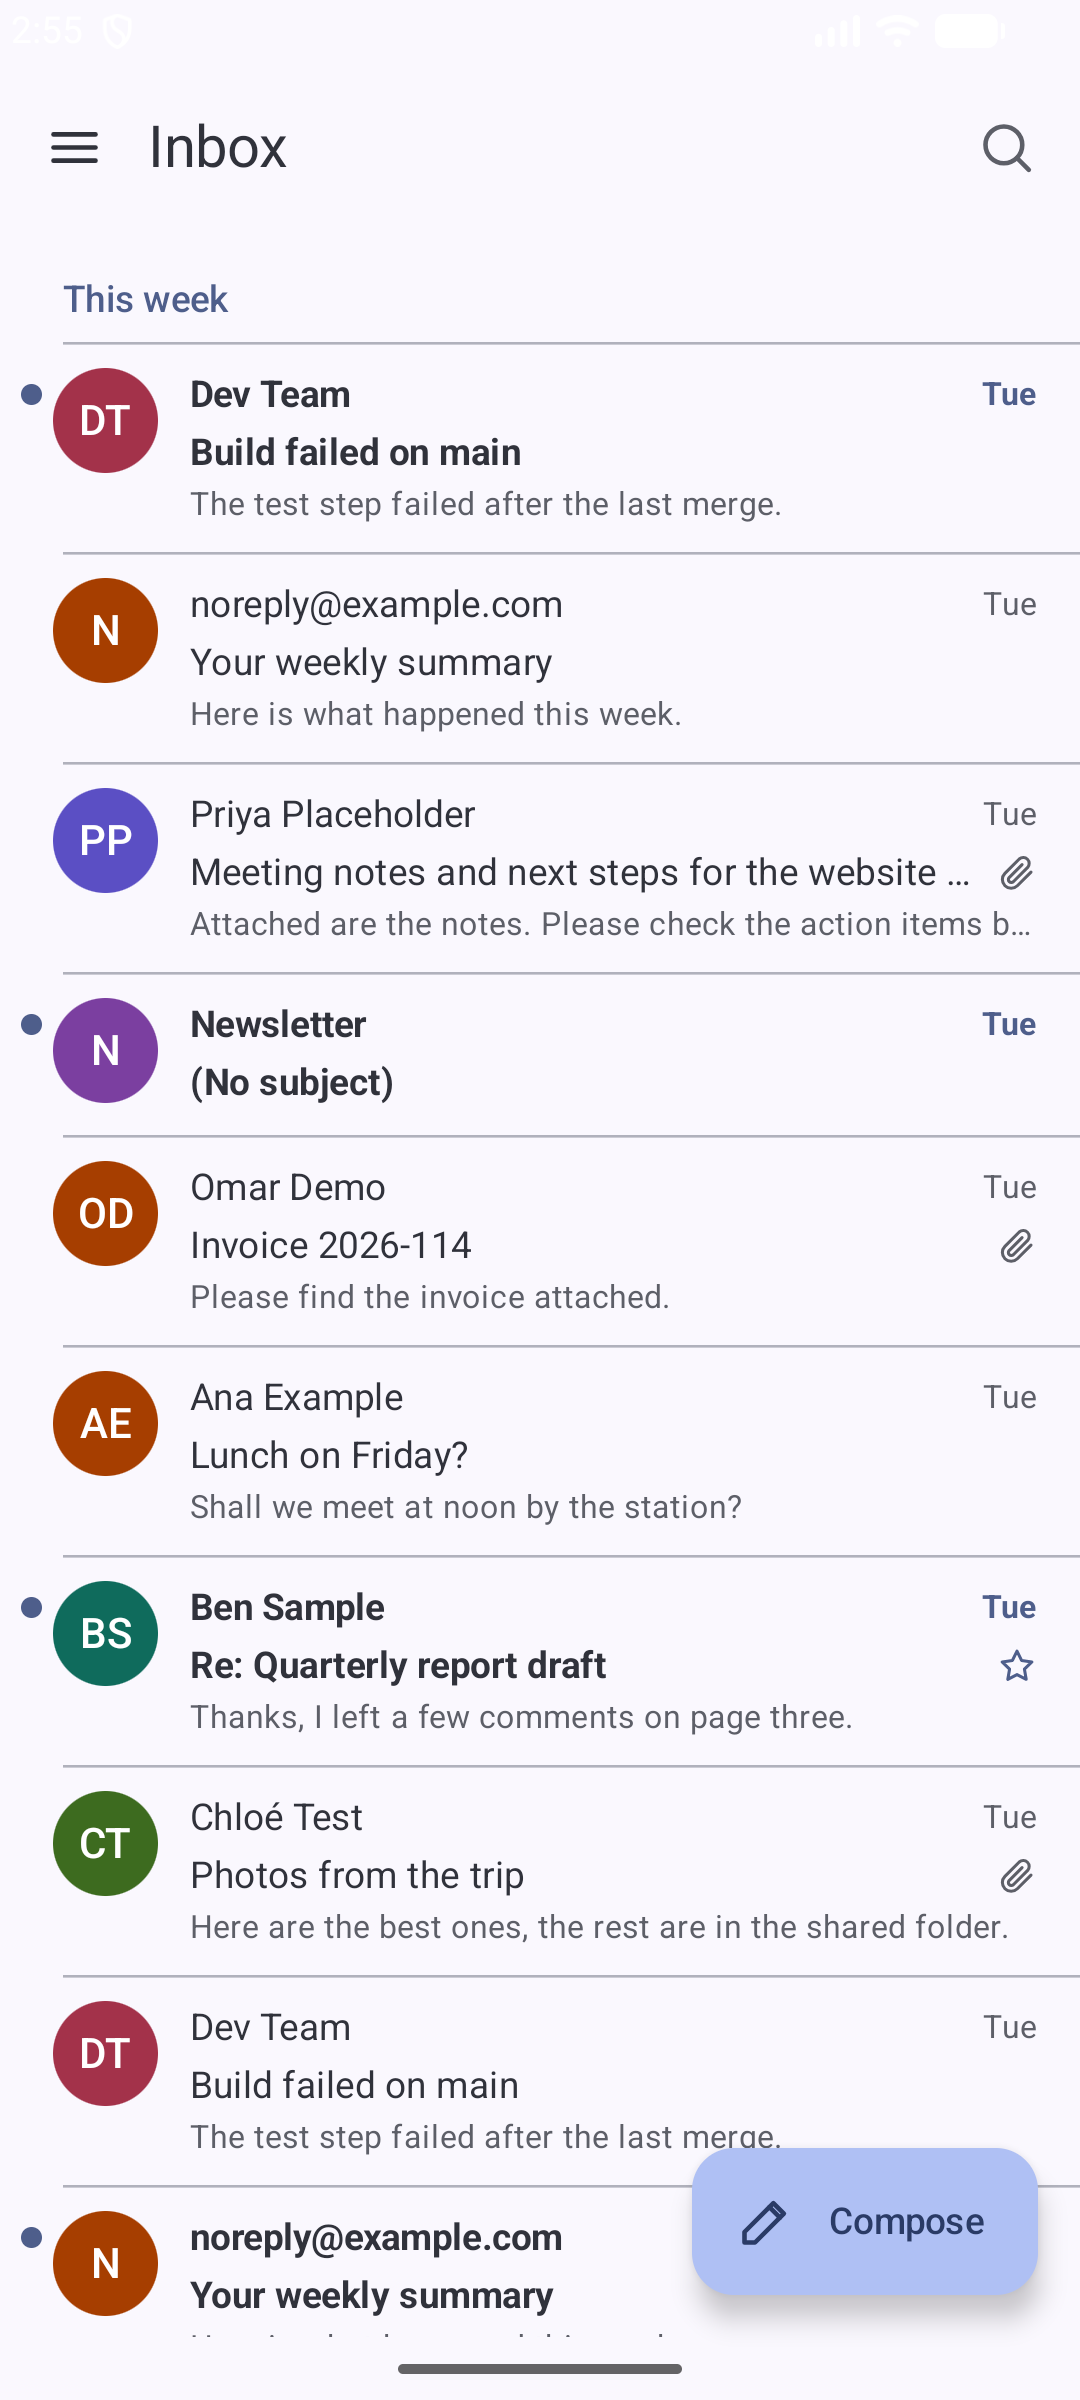 2:55
Inbox
This week
DT
Dev Team
Tue
Build failed on main
The test step failed after the last merge.
N
noreply@example.com
Tue
Your weekly summary
Here is what happened this week.
PP
Priya Placeholder
Tue
Meeting notes and next steps for the website …
Attached are the notes. Please check the action items b…
N
Newsletter
Tue
(No subject)
OD
Omar Demo
Tue
Invoice 2026-114
Please find the invoice attached.
AE
Ana Example
Tue
Lunch on Friday?
Shall we meet at noon by the station?
BS
Ben Sample
Tue
Re: Quarterly report draft
Thanks, I left a few comments on page three.
CT
Chloé Test
Tue
Photos from the trip
Here are the best ones, the rest are in the shared folder.
DT
Dev Team
Tue
Build failed on main
The test step failed after the last merge.
N
noreply@example.com
Your weekly summary
Compose